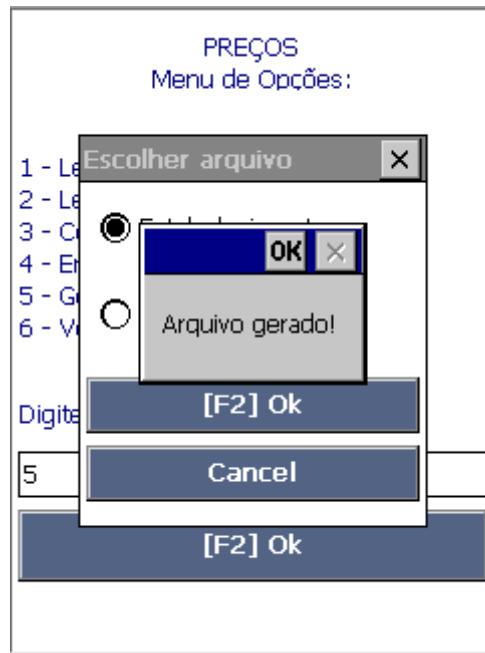 PREÇOS
Menu de Opções:
Escolher arquivo
1 - Le
2 - Le
3 - C
4 - En
5 - G
6 - V
OK
Arquivo gerado!
[F2] Ok
Cancel
Digite
5
[F2] Ok